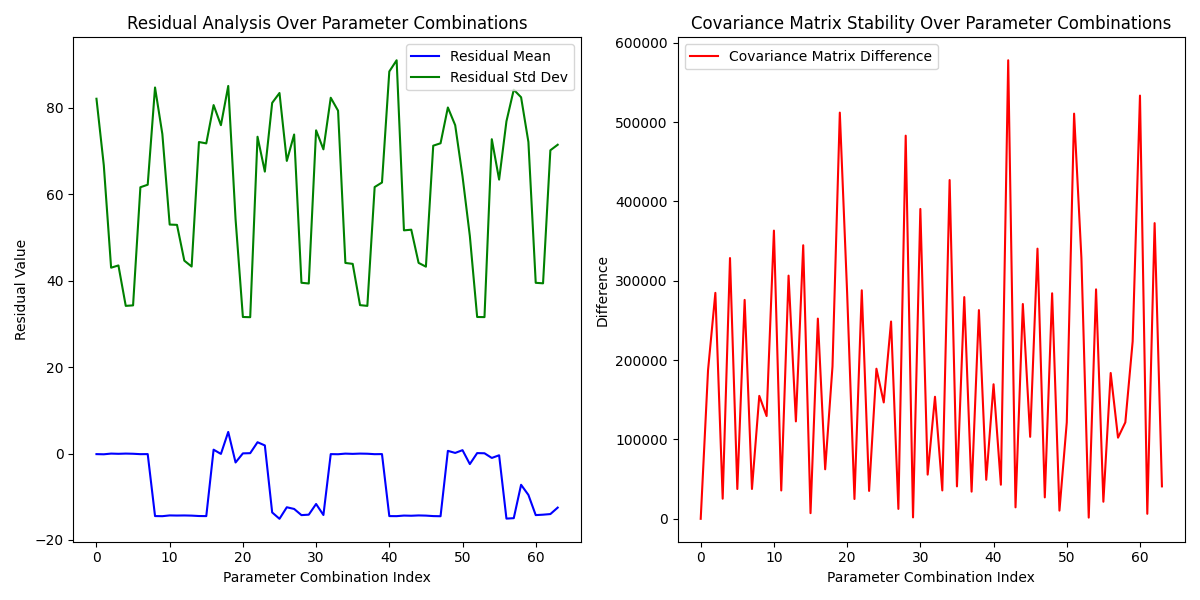 Residual Analysis Over Parameter Combinations
Residual Mean
Residual Std Dev
Residual Value
80
60
40
20
0
−20
0 10 20 30 40 50 60
Parameter Combination Index
Covariance Matrix Stability Over Parameter Combinations
Covariance Matrix Difference
Difference
600000
500000
400000
300000
200000
100000
0
0 10 20 30 40 50 60
Parameter Combination Index